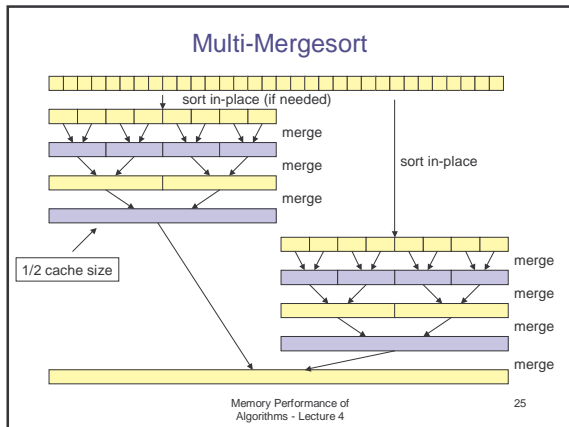 Multi-Mergesort
sort in-place (if needed)
merge
sort in-place
merge
merge
1/2 cache size
merge
merge
merge
merge
Memory Performance of
Algorithms - Lecture 4
25